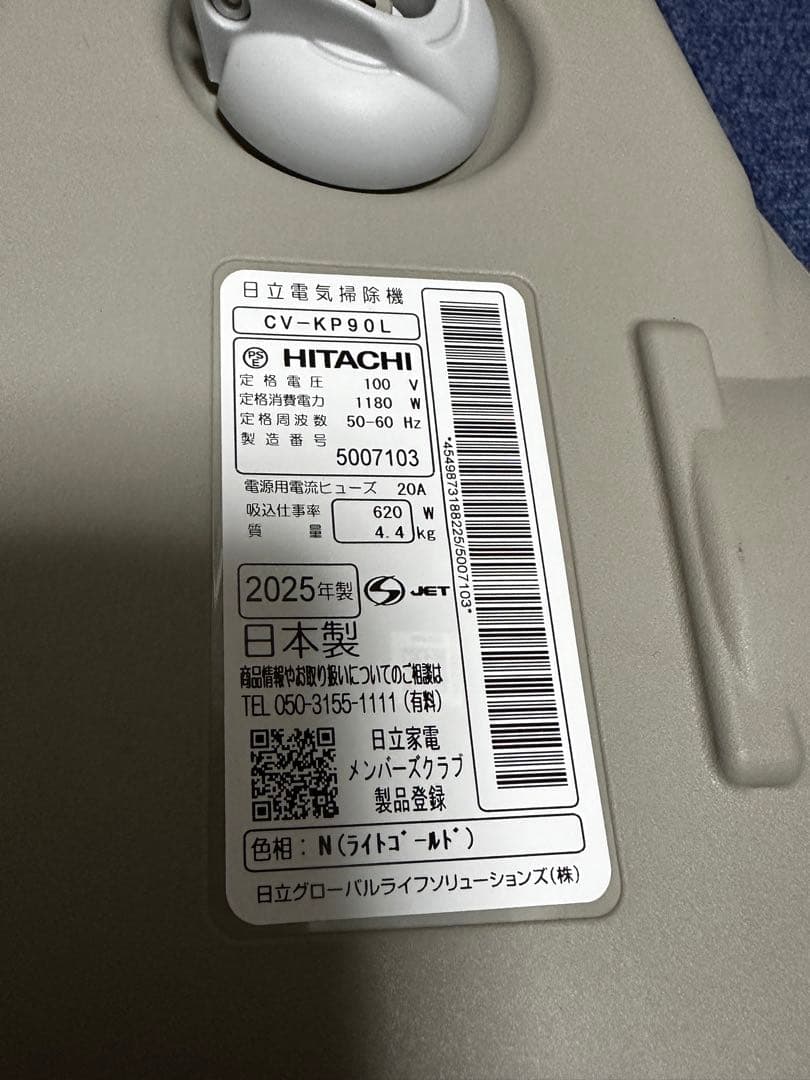 日立電気掃除機
CV-KP90L
PS E HITACHI
定格電圧 100 V
定格消費電力 1180 W
定格周波数 50-60 Hz
製造番号
5007103
電源用電流ヒューズ 20A
吸込仕事率 620 W
質量 4.4 kg
2025年製 S JET
日本製
商品情報やお取り扱いについてのご相談は
TEL 050-3155-1111 (有料)
日立家電
メンバーズクラブ
製品登録
色相:N(ライトゴールド)
日立グローバルライフソリューションズ(株)
*4549873188225/5007103*